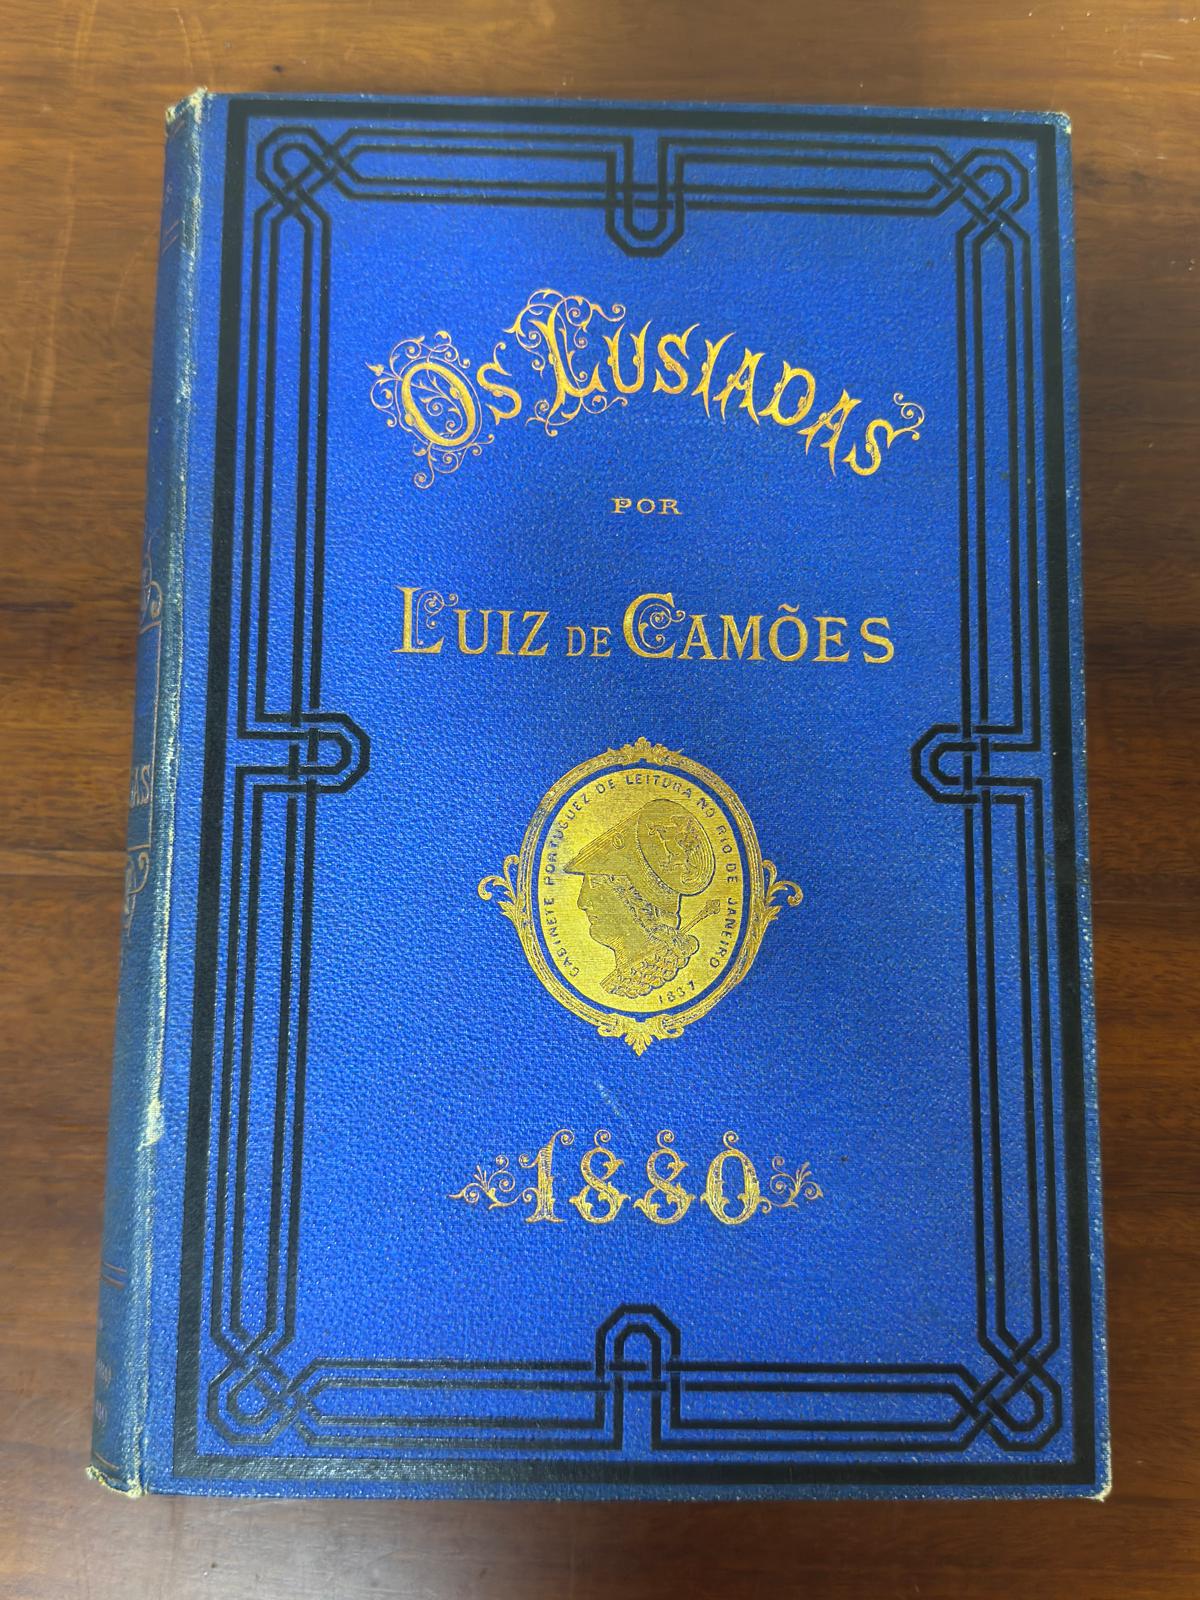 OS LUSIADAS
POR
LUIZ DE CAMÕES
GABINETE PORTUGUEZ DE LEITURA NO RIO DE JANEIRO
1837
1880